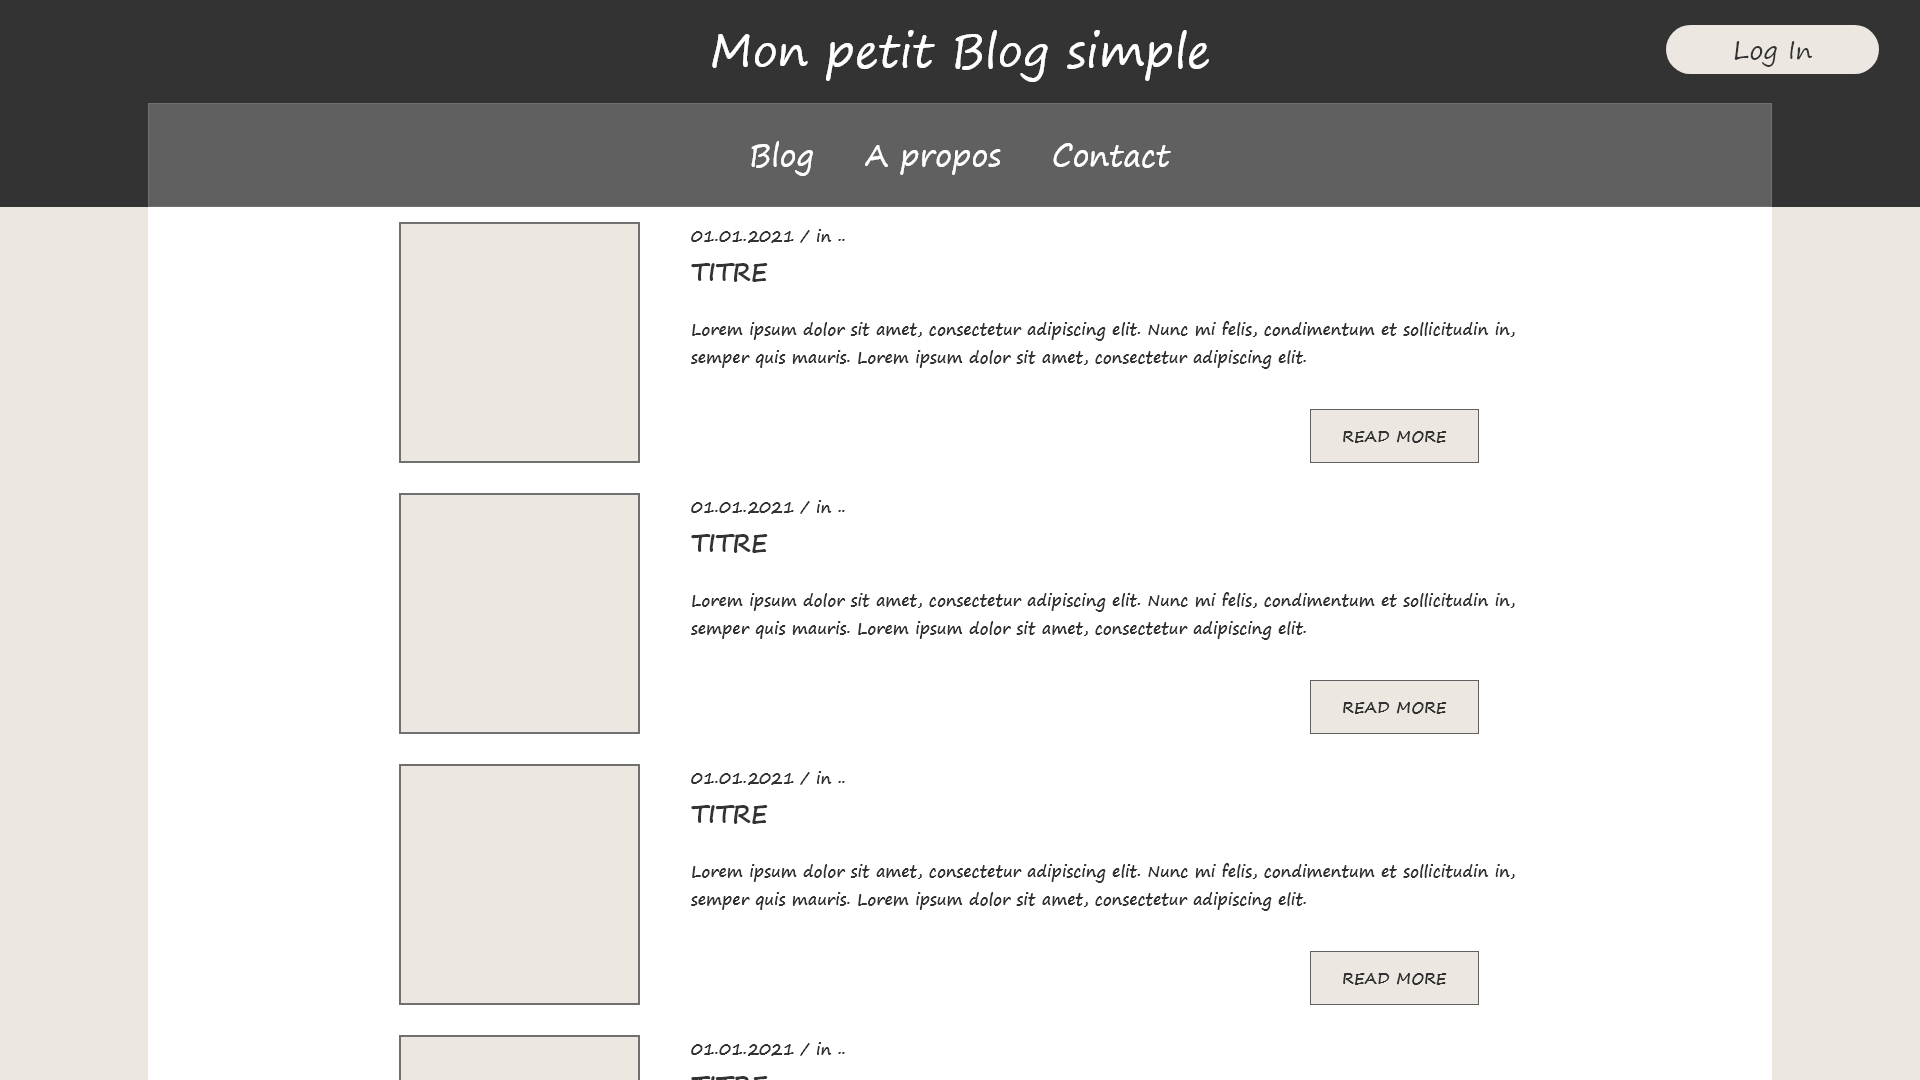 Mon petit Blog simple
Log In
Blog A propos Contact
01.01.2021 / in ..
TITRE
Lorem ipsum dolor sit amet, consectetur adipiscing elit. Nunc mi felis, condimentum et sollicitudin in,
semper quis mauris. Lorem ipsum dolor sit amet, consectetur adipiscing elit.
READ MORE
01.01.2021 / in ..
TITRE
Lorem ipsum dolor sit amet, consectetur adipiscing elit. Nunc mi felis, condimentum et sollicitudin in,
semper quis mauris. Lorem ipsum dolor sit amet, consectetur adipiscing elit.
READ MORE
01.01.2021 / in ..
TITRE
Lorem ipsum dolor sit amet, consectetur adipiscing elit. Nunc mi felis, condimentum et sollicitudin in,
semper quis mauris. Lorem ipsum dolor sit amet, consectetur adipiscing elit.
READ MORE
01.01.2021 / in ..
TITRE